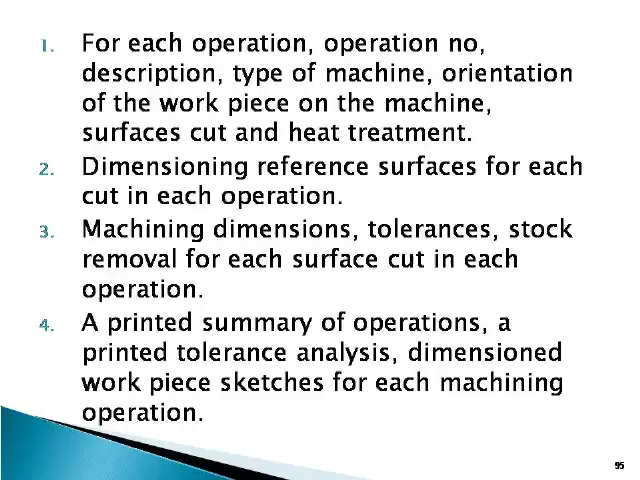 1. For each operation, operation no,
description, type of machine, orientation
of the work piece on the machine,
surfaces cut and heat treatment.
2. Dimensioning reference surfaces for each
cut in each operation.
3. Machining dimensions, tolerances, stock
removal for each surface cut in each
operation.
4. A printed summary of operations, a
printed tolerance analysis, dimensioned
work piece sketches for each machining
operation.
95